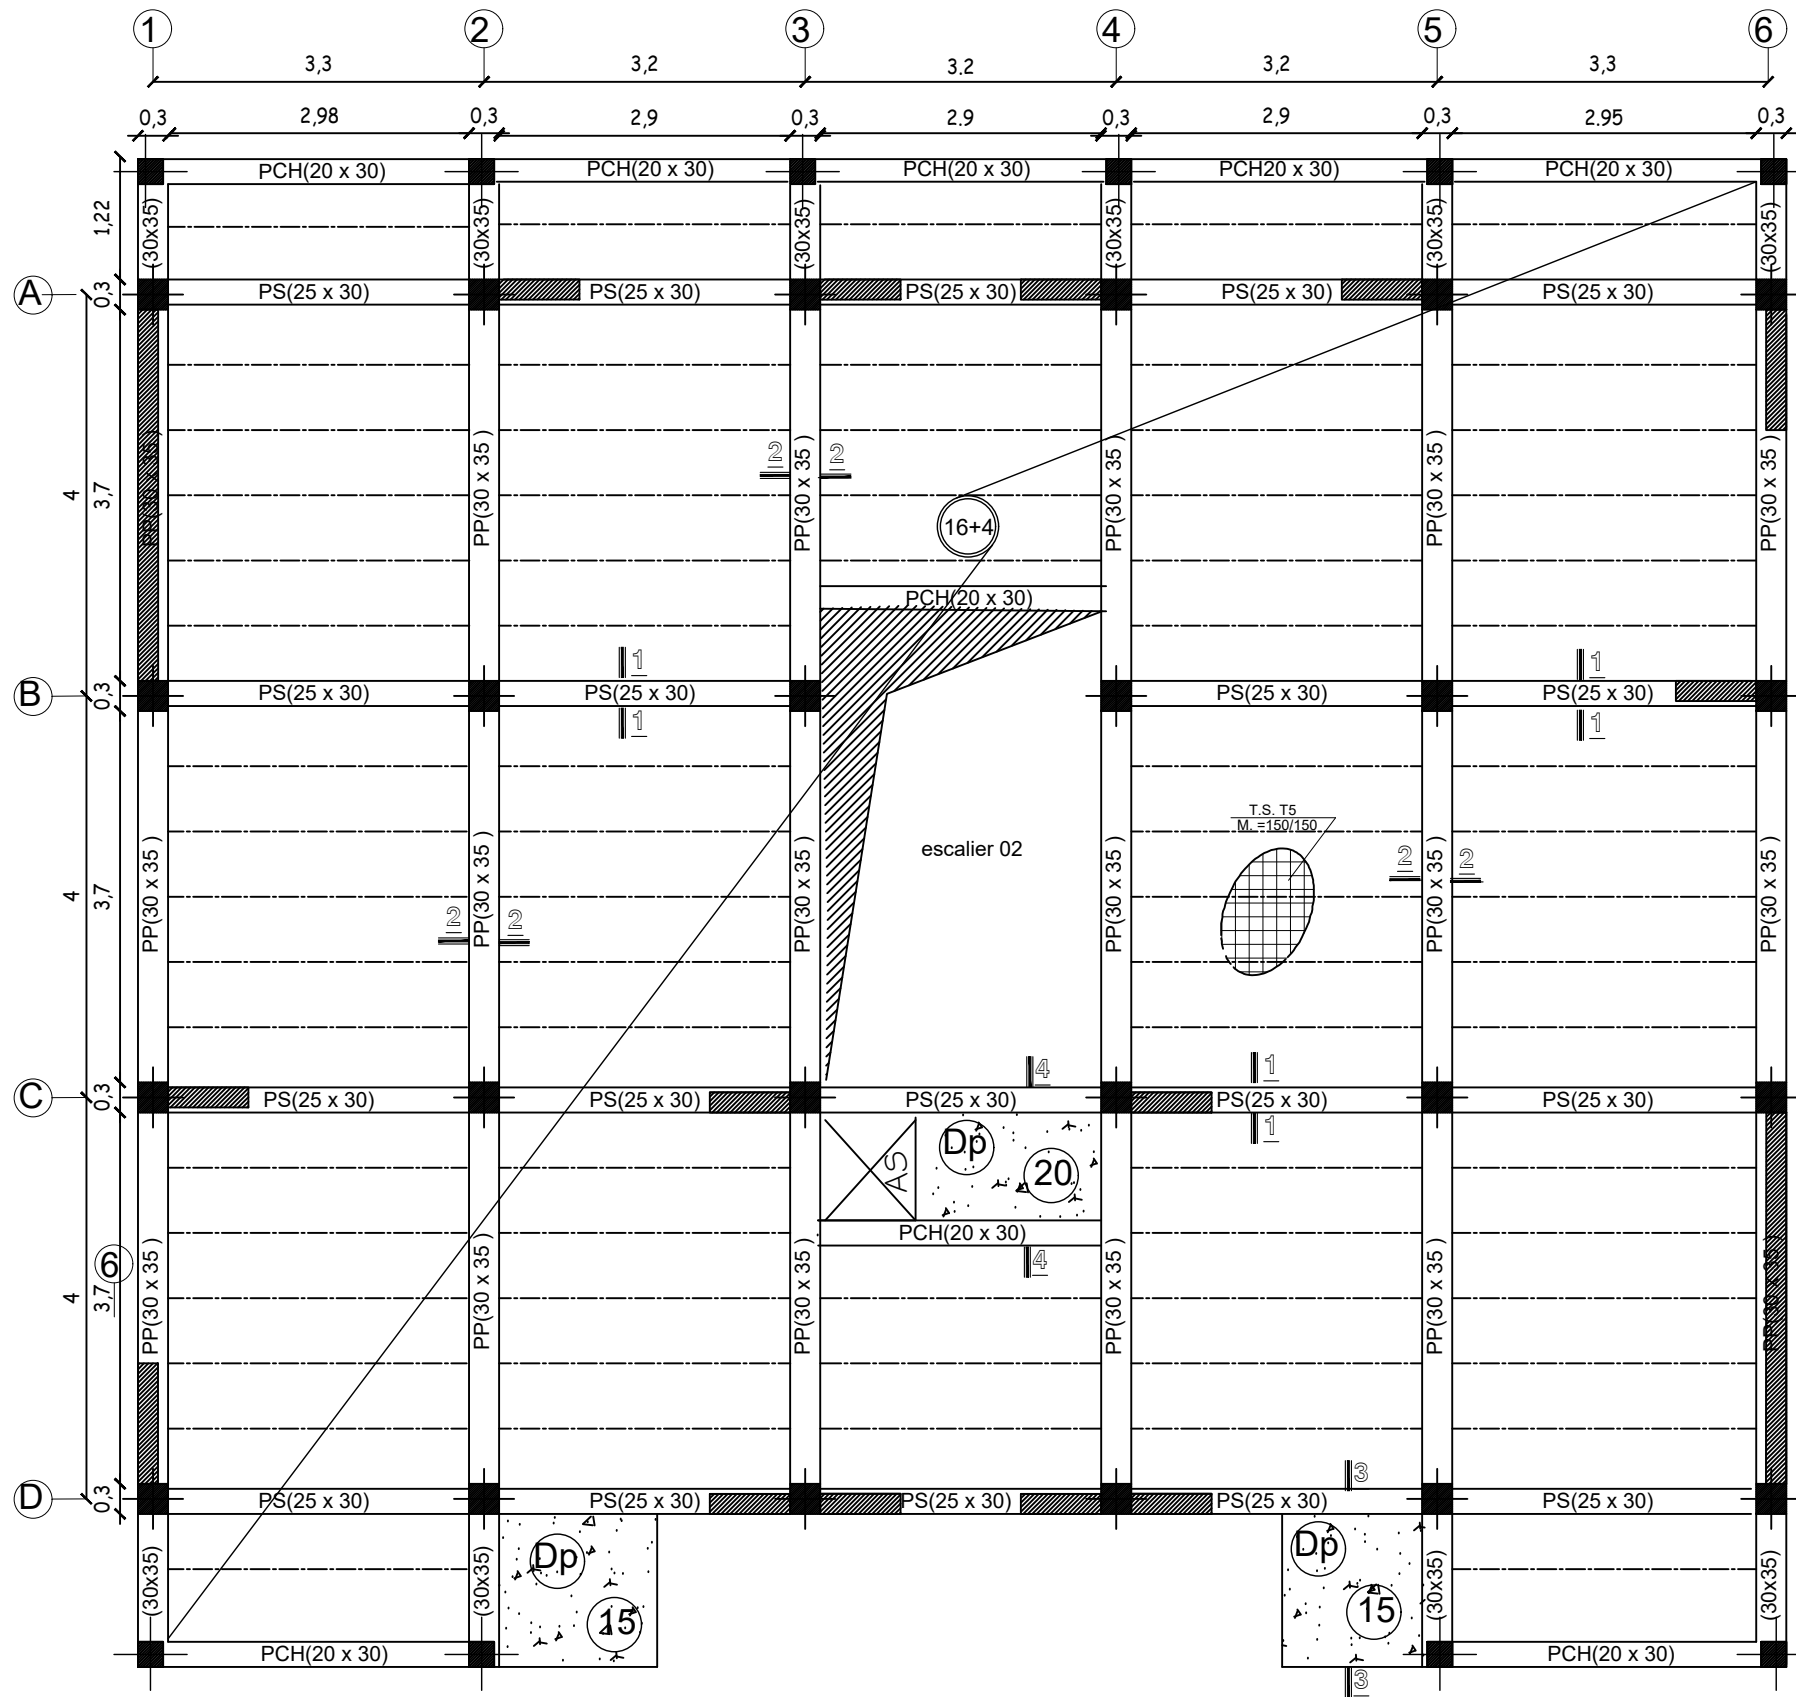 1 2 3 4 5 6
3,3 3,2 3.2 3,2 3,3
0,3 2,98 0,3 2,9 0,3 2.9 0,3 2,9 0,3 2.95 0,3
PCH(20 x 30) PCH(20 x 30) PCH(20 x 30) PCH20 x 30) PCH(20 x 30)
1,22 (30x35) (30x35) (30x35) (30x35) (30x35) (30x35)
A 0,3 PS(25 x 30) PS(25 x 30) PS(25 x 30) PS(25 x 30) PS(25 x 30)
2 2
4 3,7 PP(30 x 35 ) PP(30 x 35 ) PP(30 x 35 ) PP(30 x 35 ) PP(30 x 35 ) PP(30 x 35 )
16+4
PCH(20 x 30)
1 1
B 0,3 PS(25 x 30) PS(25 x 30) PS(25 x 30) PS(25 x 30)
1 1
T.S. T5
M. =150/150
escalier 02
2 2
4 3,7 PP(30 x 35 ) PP(30 x 35 ) PP(30 x 35 ) PP(30 x 35 ) PP(30 x 35 ) PP(30 x 35 )
2 2
4 1
C 0,3 PS(25 x 30) PS(25 x 30) PS(25 x 30) PS(25 x 30) PS(25 x 30)
1
Dp
AS 20
PCH(20 x 30)
6 4
4 3,7 PP(30 x 35 ) PP(30 x 35 ) PP(30 x 35 ) PP(30 x 35 ) PP(30 x 35 ) PP(30 x 35 )
3
D 0,3 PS(25 x 30) PS(25 x 30) PS(25 x 30) PS(25 x 30) PS(25 x 30)
Dp Dp
(30x35) (30x35) (30x35) (30x35)
15 15
PCH(20 x 30) PCH(20 x 30)
3